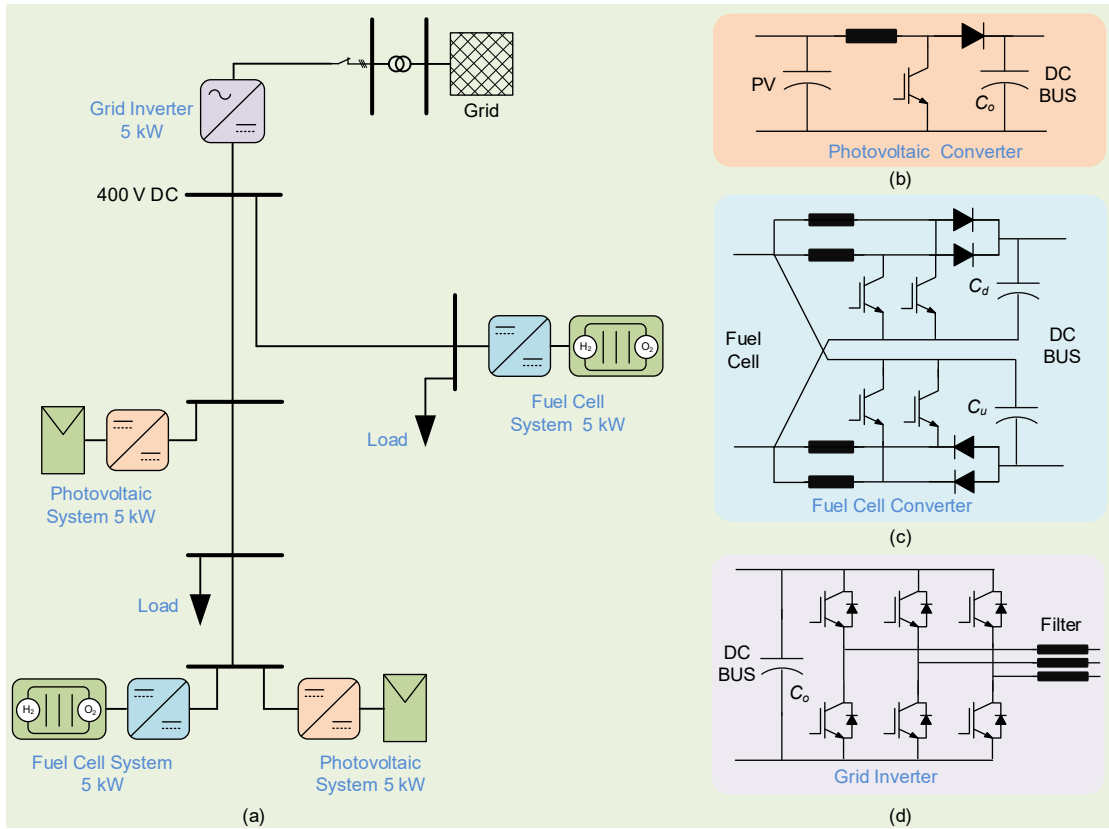 Grid Inverter
5 kW
Grid
400 V DC
H₂
O₂
Fuel Cell
System 5 kW
Load
Photovoltaic
System 5 kW
Load
H₂
O₂
Fuel Cell System
5 kW
Photovoltaic
System 5 kW
(a)
PV
Cₒ
DC
BUS
Photovoltaic Converter
(b)
Fuel
Cell
C_d
C_u
DC
BUS
Fuel Cell Converter
(c)
DC
BUS
Cₒ
Filter
Grid Inverter
(d)